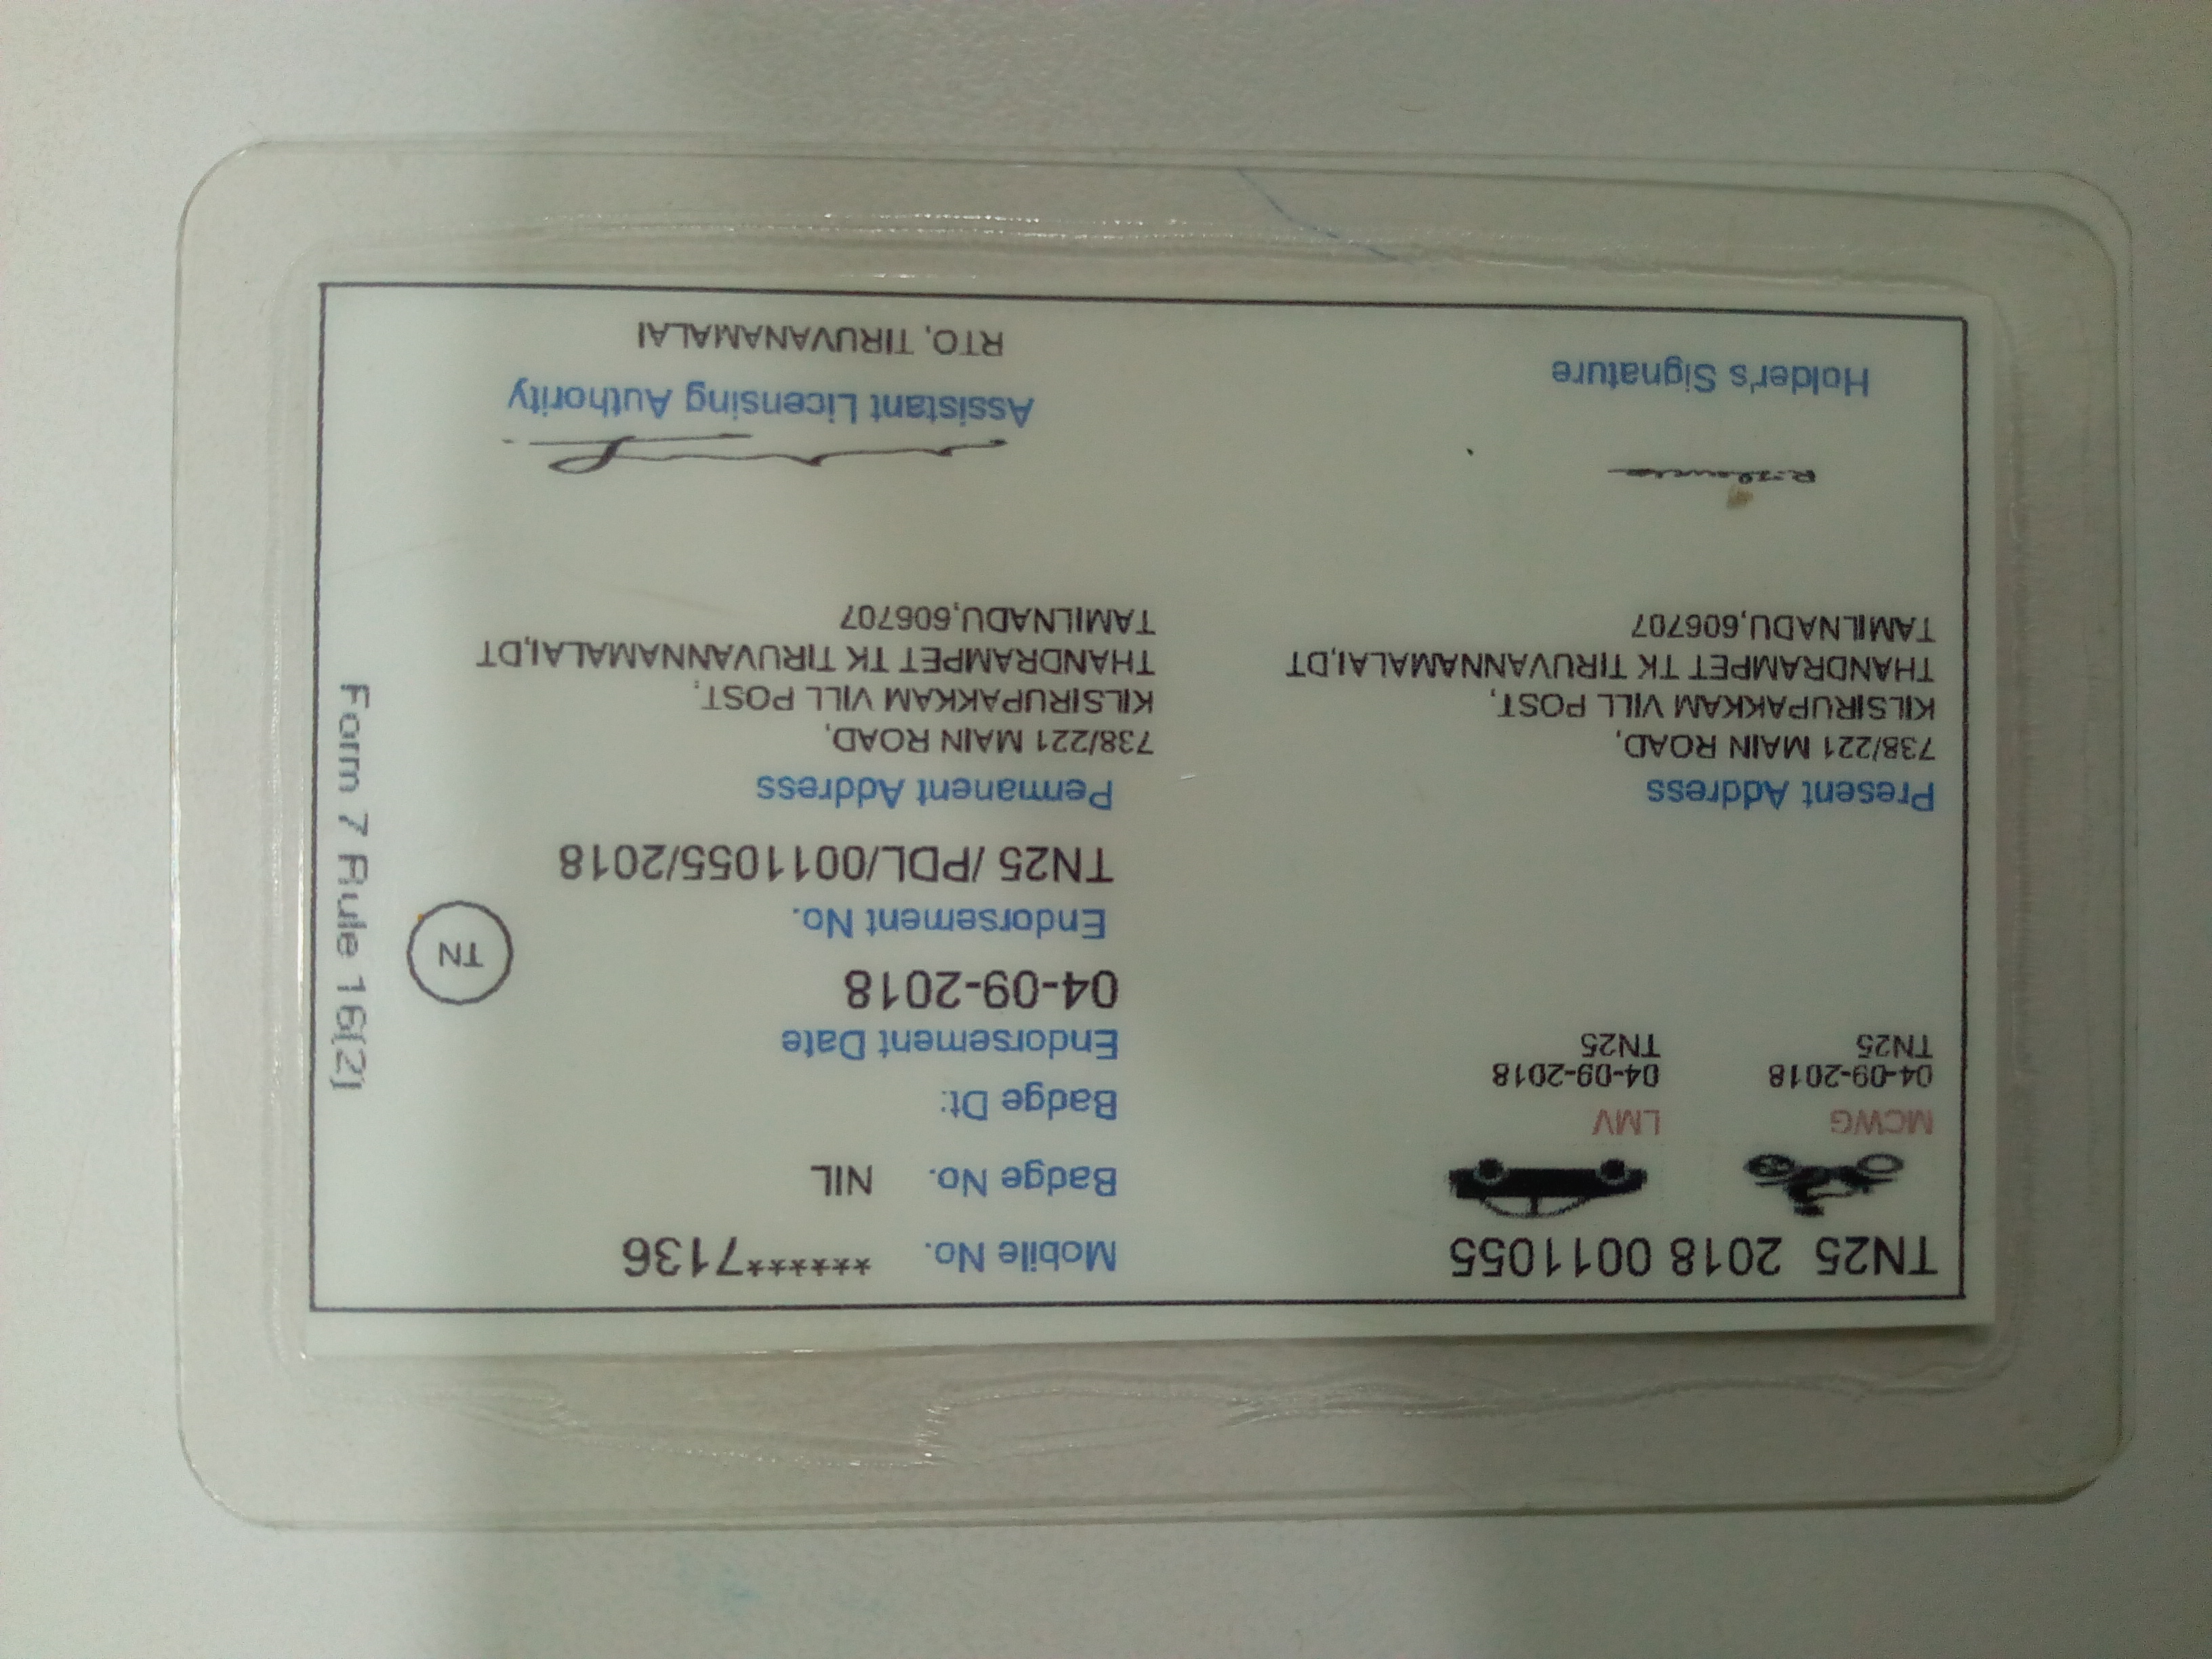 TN25 2018 0011055
MCWG
04-09-2018
TN25
LMV
04-09-2018
TN25
Mobile No. ******7136
Badge No. NIL
Badge Dt:
Endorsement Date
04-09-2018
Endorsement No.
TN25 /PDL/0011055/2018
TN
Present Address
738/221 MAIN ROAD,
KILSIRUPAKKAM VILL POST,
THANDRAMPET TK TIRUVANNAMALAI,DT
TAMILNADU,606707
Permanent Address
738/221 MAIN ROAD,
KILSIRUPAKKAM VILL POST,
THANDRAMPET TK TIRUVANNAMALAI,DT
TAMILNADU,606707
Holder's Signature
Assistant Licensing Authority
RTO, TIRUVANAMALAI
Form 7 Rule 16(2)